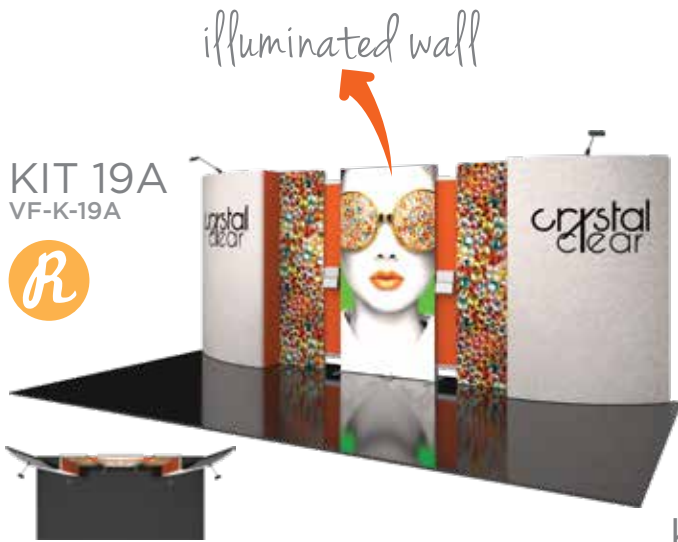 illuminated wall
KIT 19A
VF-K-19A
R
crystal
clear
crystal
clear